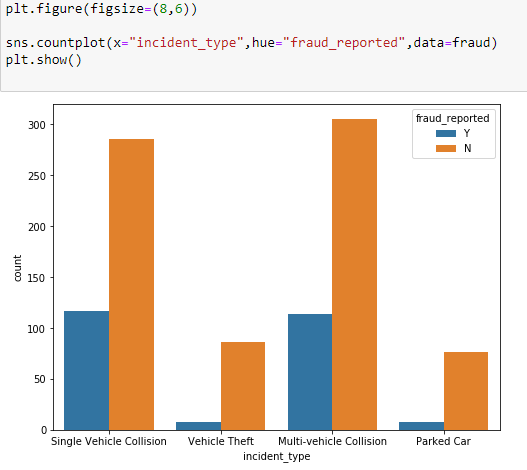 plt.figure(figsize=(8,6))
sns.countplot(x="incident_type",hue="fraud_reported",data=fraud)
plt.show()
fraud_reported
Y
N
300
250
200
150
100
50
0
count
Single Vehicle Collision Vehicle Theft Multi-vehicle Collision Parked Car
incident_type